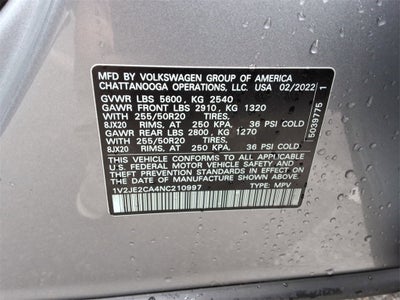 MFD BY VOLKSWAGEN GROUP OF AMERICA
CHATTANOOGA OPERATIONS, LLC. USA 02/2022
GVWR LBS 5600, KG 2540
GAWR FRONT LBS 2910, KG 1320
WITH 255/50R20 TIRES.
8JX20 RIMS, AT 250 KPA. 36 PSI COLD
GAWR REAR LBS 2800, KG 1270
WITH 255/50R20 TIRES.
8JX20 RIMS, AT 250 KPA. 36 PSI COLD
THIS VEHICLE CONFORMS TO ALL APPLICABLE
U.S. FEDERAL MOTOR VEHICLE SAFETY AND
THEFT PREVENTION STANDARDS IN EFFECT ON
THE DATE OF MANUFACTURE SHOWN ABOVE.
1V2JE2CA4NC210997 TYPE: MPV
5039775 1